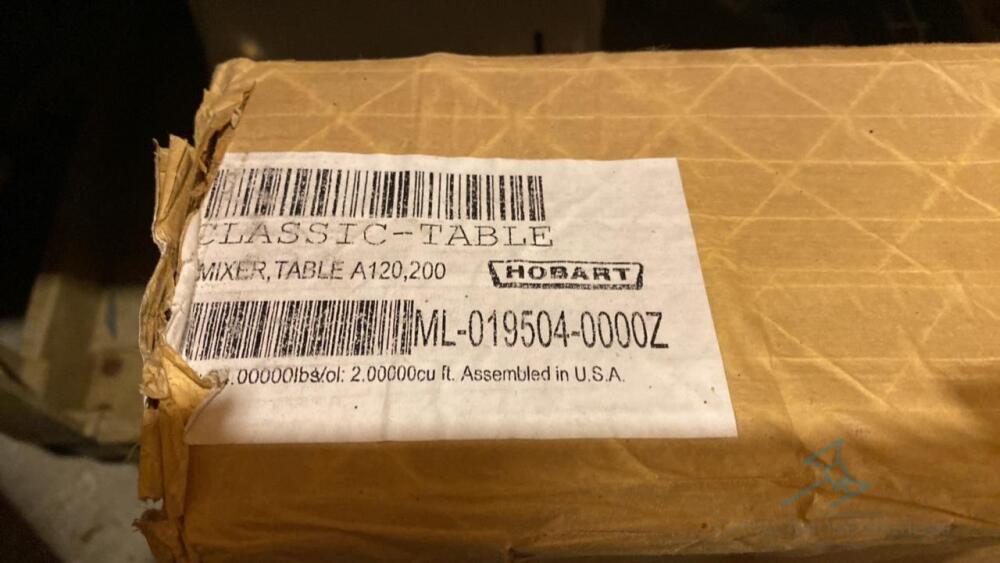 CLASSIC-TABLE
MIXER,TABLE A120,200
HOBART
ML-019504-0000Z
.00000lbs/ol: 2.00000cu ft. Assembled in U.S.A.